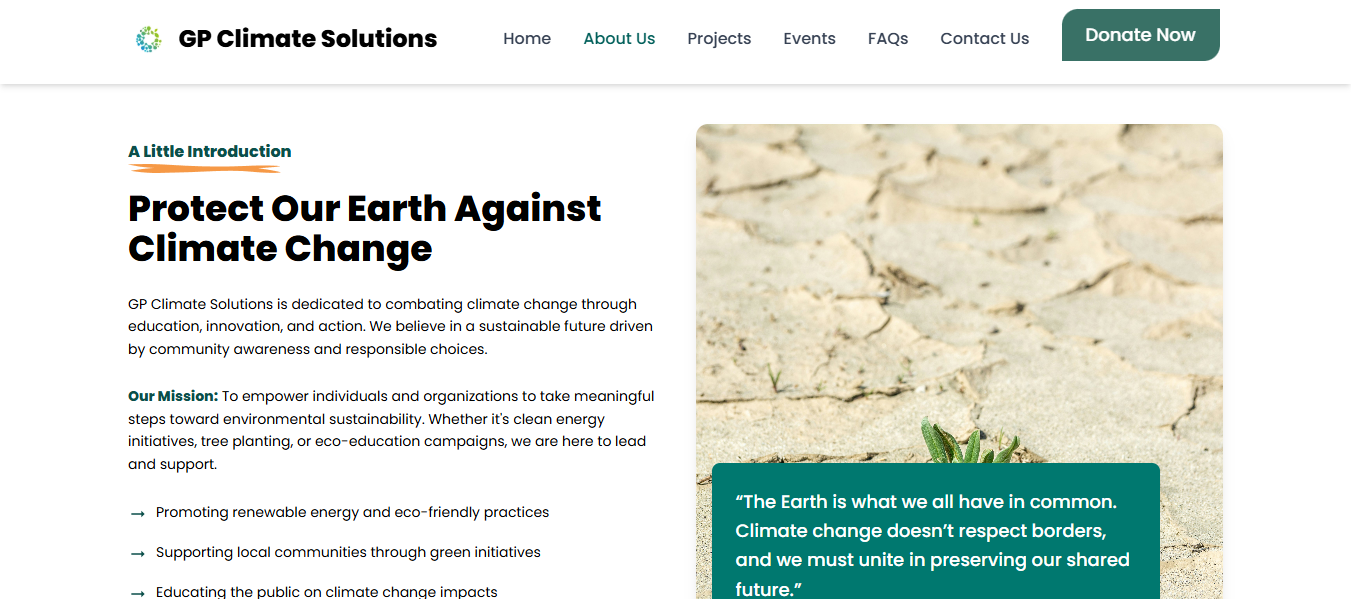 GP Climate Solutions
Home About Us Projects Events FAQs Contact Us Donate Now
A Little Introduction
Protect Our Earth Against
Climate Change
GP Climate Solutions is dedicated to combating climate change through
education, innovation, and action. We believe in a sustainable future driven
by community awareness and responsible choices.
Our Mission: To empower individuals and organizations to take meaningful
steps toward environmental sustainability. Whether it's clean energy
initiatives, tree planting, or eco-education campaigns, we are here to lead
and support.
→ Promoting renewable energy and eco-friendly practices
→ Supporting local communities through green initiatives
→ Educating the public on climate change impacts
“The Earth is what we all have in common.
Climate change doesn’t respect borders,
and we must unite in preserving our shared
future.”